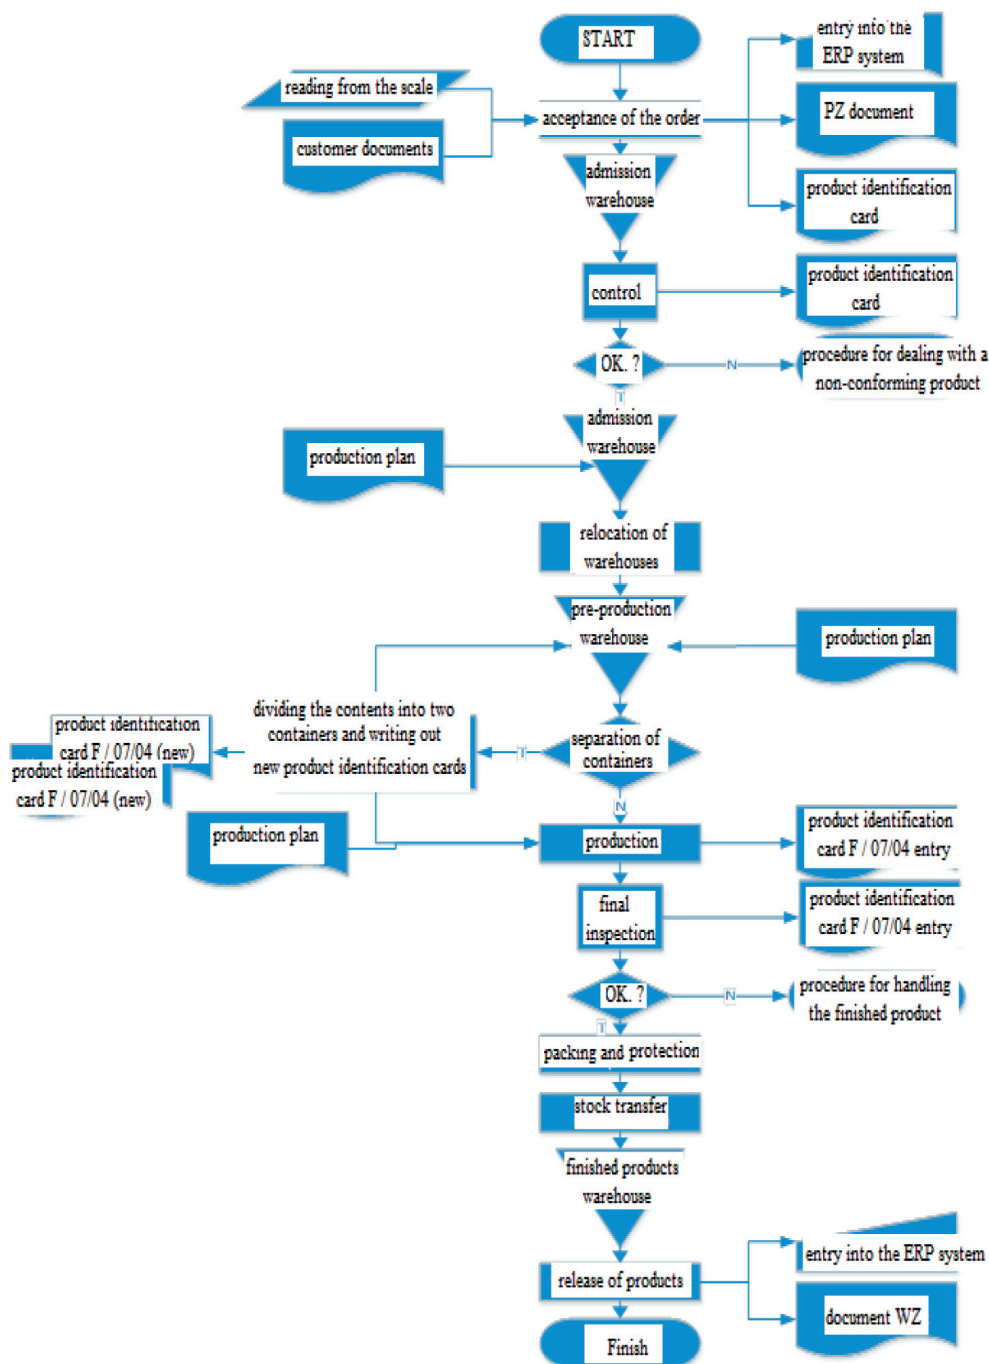 START
entry into the
ERP system
reading from the scale
acceptance of the order
PZ document
customer documents
admission
warehouse
product identification
card
control
product identification
card
OK. ?
N
procedure for dealing with a
non-conforming product
T
admission
warehouse
production plan
relocation of
warehouses
pre-production
warehouse
production plan
dividing the contents into two
containers and writing out
new product identification cards
product identification
card F / 07/04 (new)
product identification
card F / 07/04 (new)
T
separation of
containers
N
production plan
production
product identification
card F / 07/04 entry
final
inspection
product identification
card F / 07/04 entry
OK. ?
N
procedure for handling
the finished product
T
packing and protection
stock transfer
finished products
warehouse
entry into the ERP system
release of products
document WZ
Finish